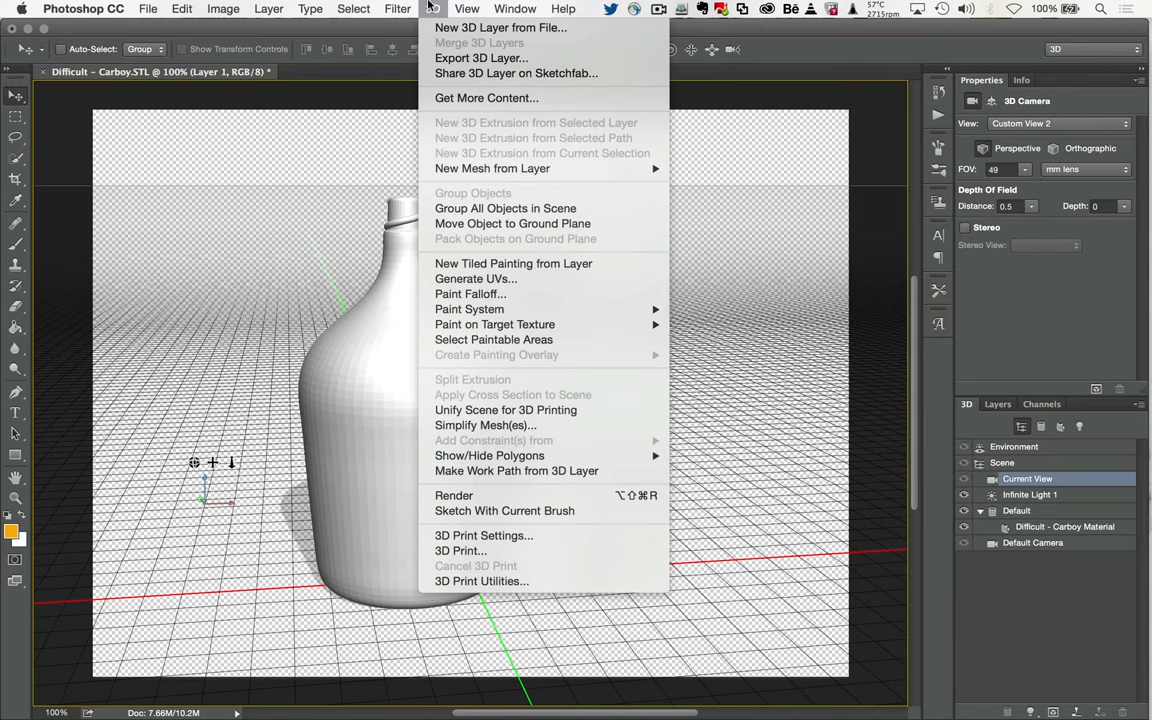 Photoshop CC File Edit Image Layer Type Select Filter 3D View Window Help
57°C
2715rpm
100%
Auto-Select: Group Show Transform Controls
3D
Difficult - Carboy.STL @ 100% (Layer 1, RGB/8) *
New 3D Layer from File...
Merge 3D Layers
Export 3D Layer...
Share 3D Layer on Sketchfab...
Get More Content...
New 3D Extrusion from Selected Layer
New 3D Extrusion from Selected Path
New 3D Extrusion from Current Selection
New Mesh from Layer
Group Objects
Group All Objects in Scene
Move Object to Ground Plane
Pack Objects on Ground Plane
New Tiled Painting from Layer
Generate UVs...
Paint Falloff...
Paint System
Paint on Target Texture
Select Paintable Areas
Create Painting Overlay
Split Extrusion
Apply Cross Section to Scene
Unify Scene for 3D Printing
Simplify Mesh(es)...
Add Constraint(s) from
Show/Hide Polygons
Make Work Path from 3D Layer
Render ⌥⇧⌘R
Sketch With Current Brush
3D Print Settings...
3D Print...
Cancel 3D Print
3D Print Utilities...
Properties Info
3D Camera
View: Custom View 2
Perspective Orthographic
FOV: 49 mm lens
Depth Of Field
Distance: 0.5 Depth: 0
Stereo
Stereo View:
3D Layers Channels
Environment
Scene
Current View
Infinite Light 1
Default
Difficult - Carboy Material
Default Camera
100% Doc: 7.66M/10.2M